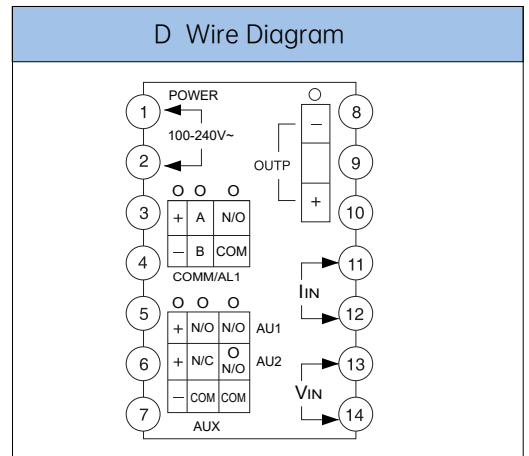 D Wire Diagram
POWER
1
100-240V~
2
O O O
3
+ A N/O
4
− B COM
COMM/AL1
O O O
5
+ N/O N/O AU1
6
+ N/C O N/O AU2
7
− COM COM
AUX
O
8
−
OUTP
9
+
10
11
IIN
12
13
VIN
14